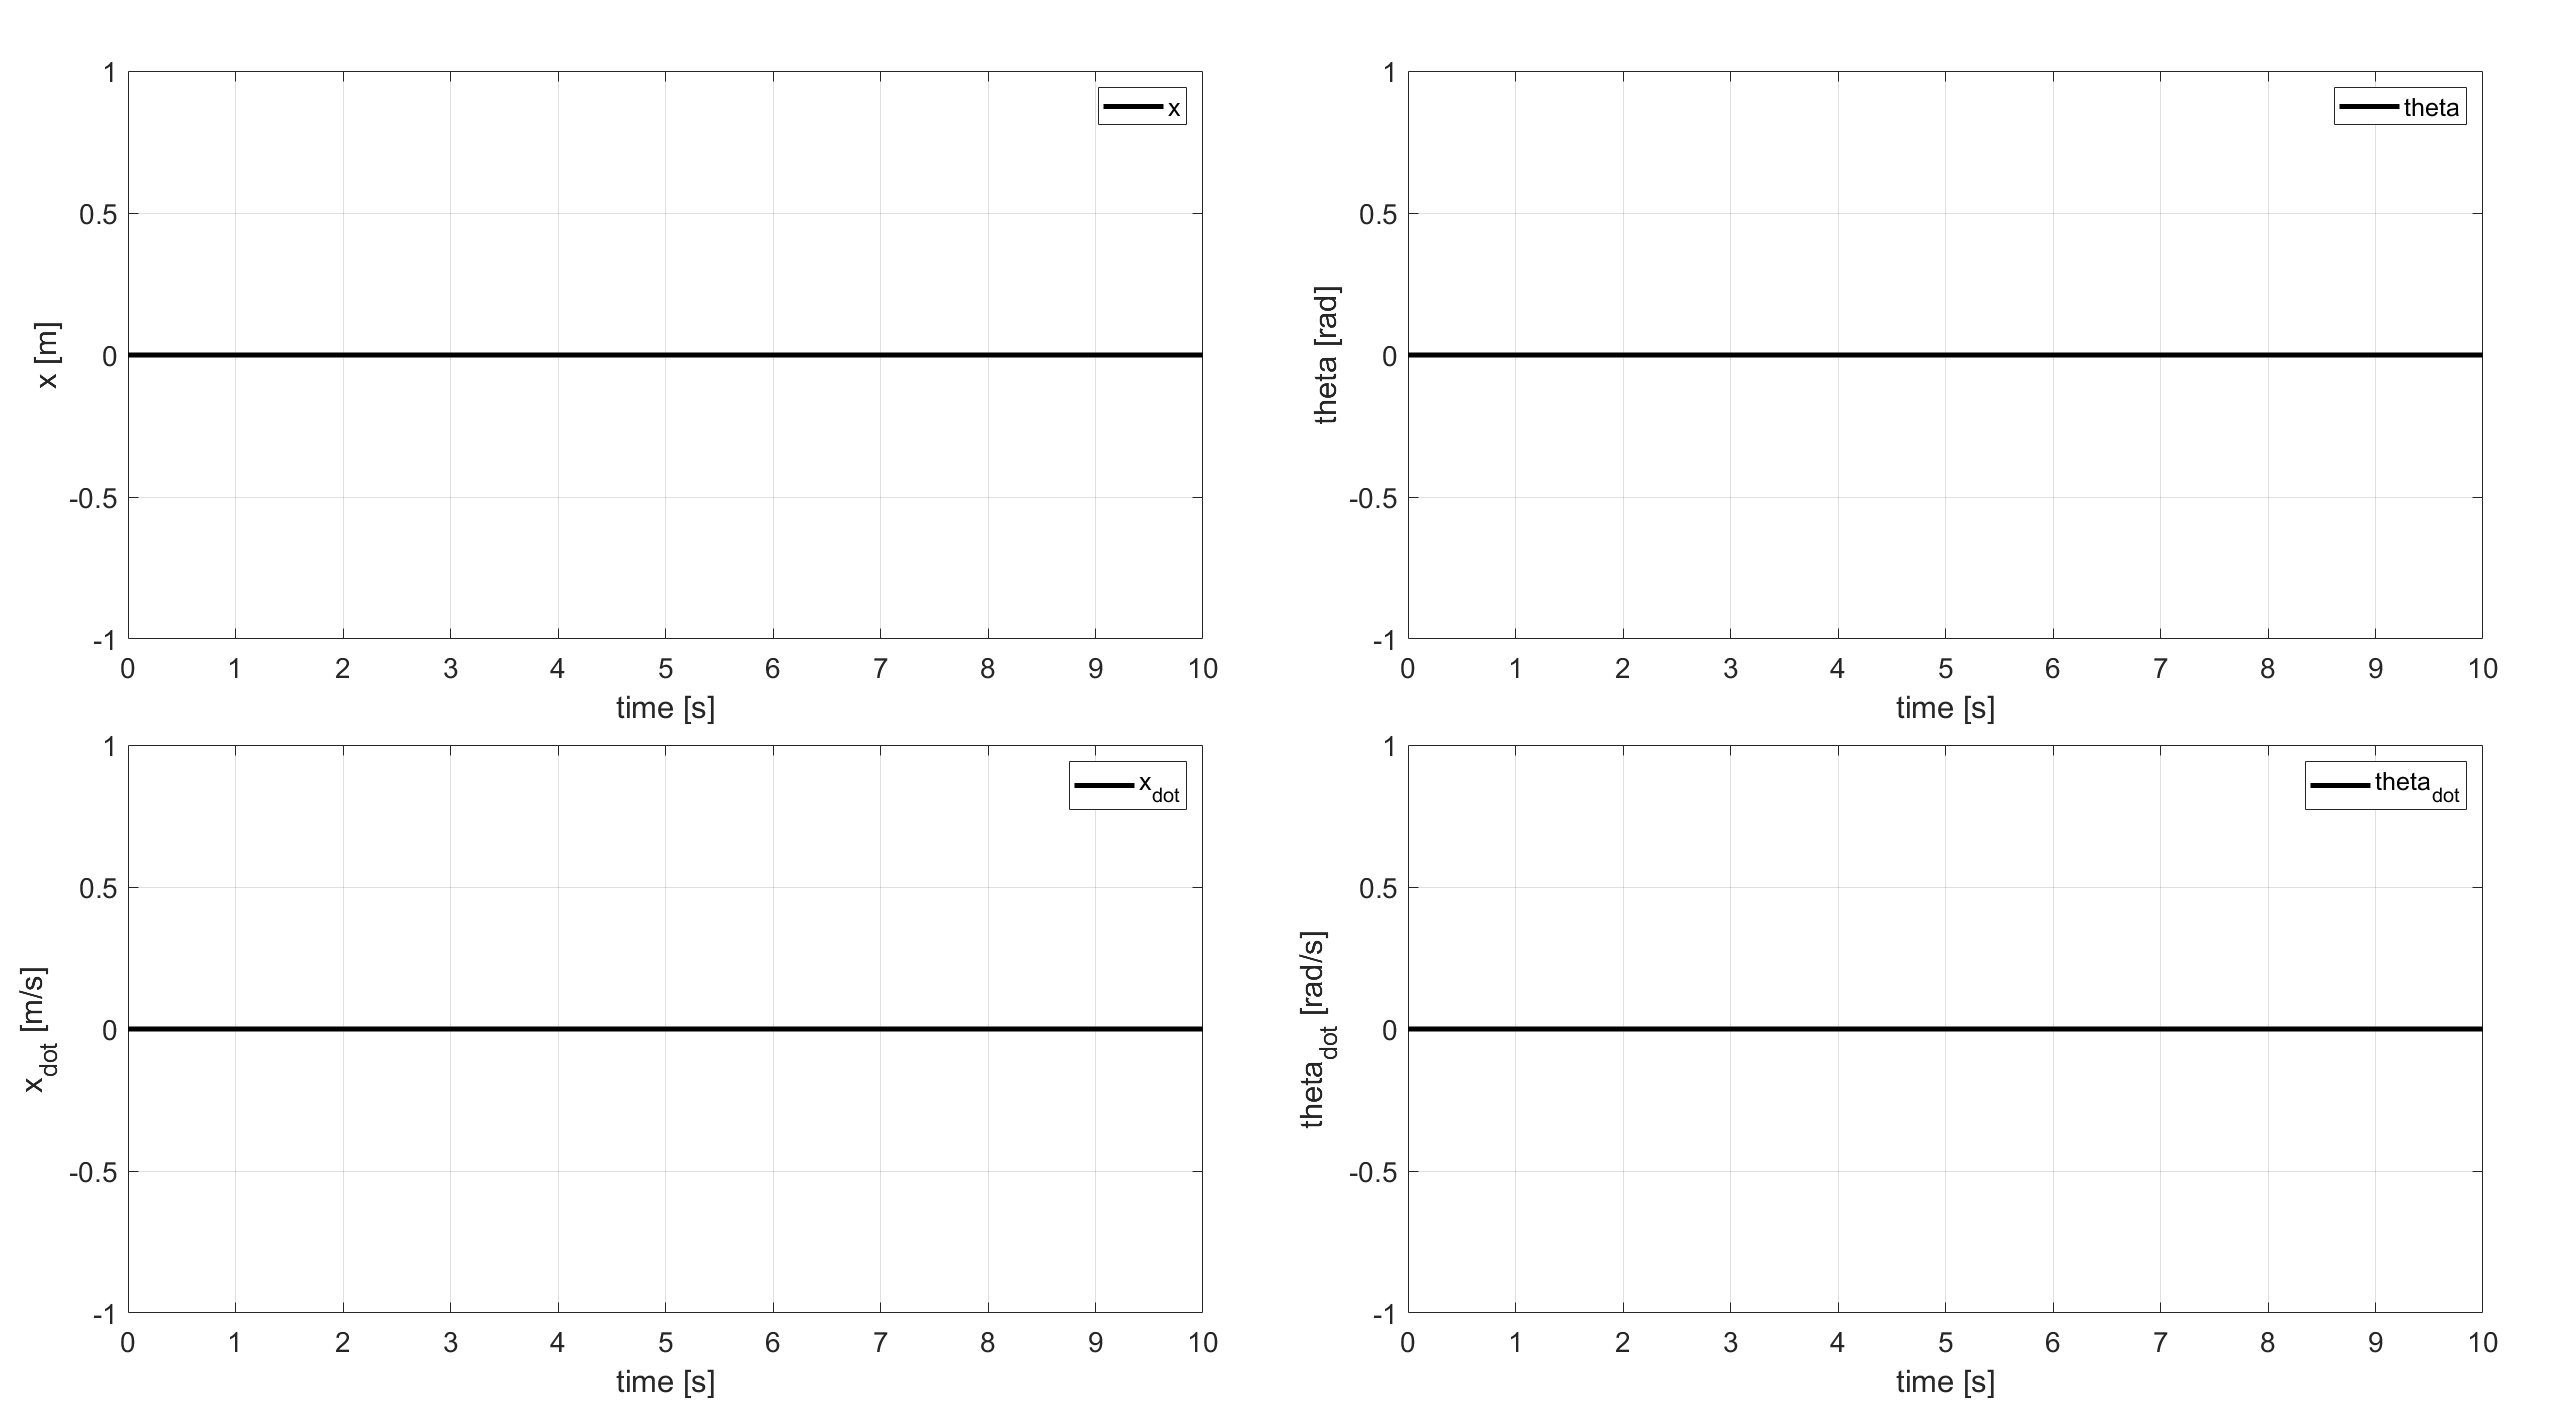 1
0.5
0
-0.5
-1
x [m]
x
0 1 2 3 4 5 6 7 8 9 10
time [s]
1
0.5
0
-0.5
-1
theta [rad]
theta
0 1 2 3 4 5 6 7 8 9 10
time [s]
1
0.5
0
-0.5
-1
x_dot [m/s]
x_dot
0 1 2 3 4 5 6 7 8 9 10
time [s]
1
0.5
0
-0.5
-1
theta_dot [rad/s]
theta_dot
0 1 2 3 4 5 6 7 8 9 10
time [s]